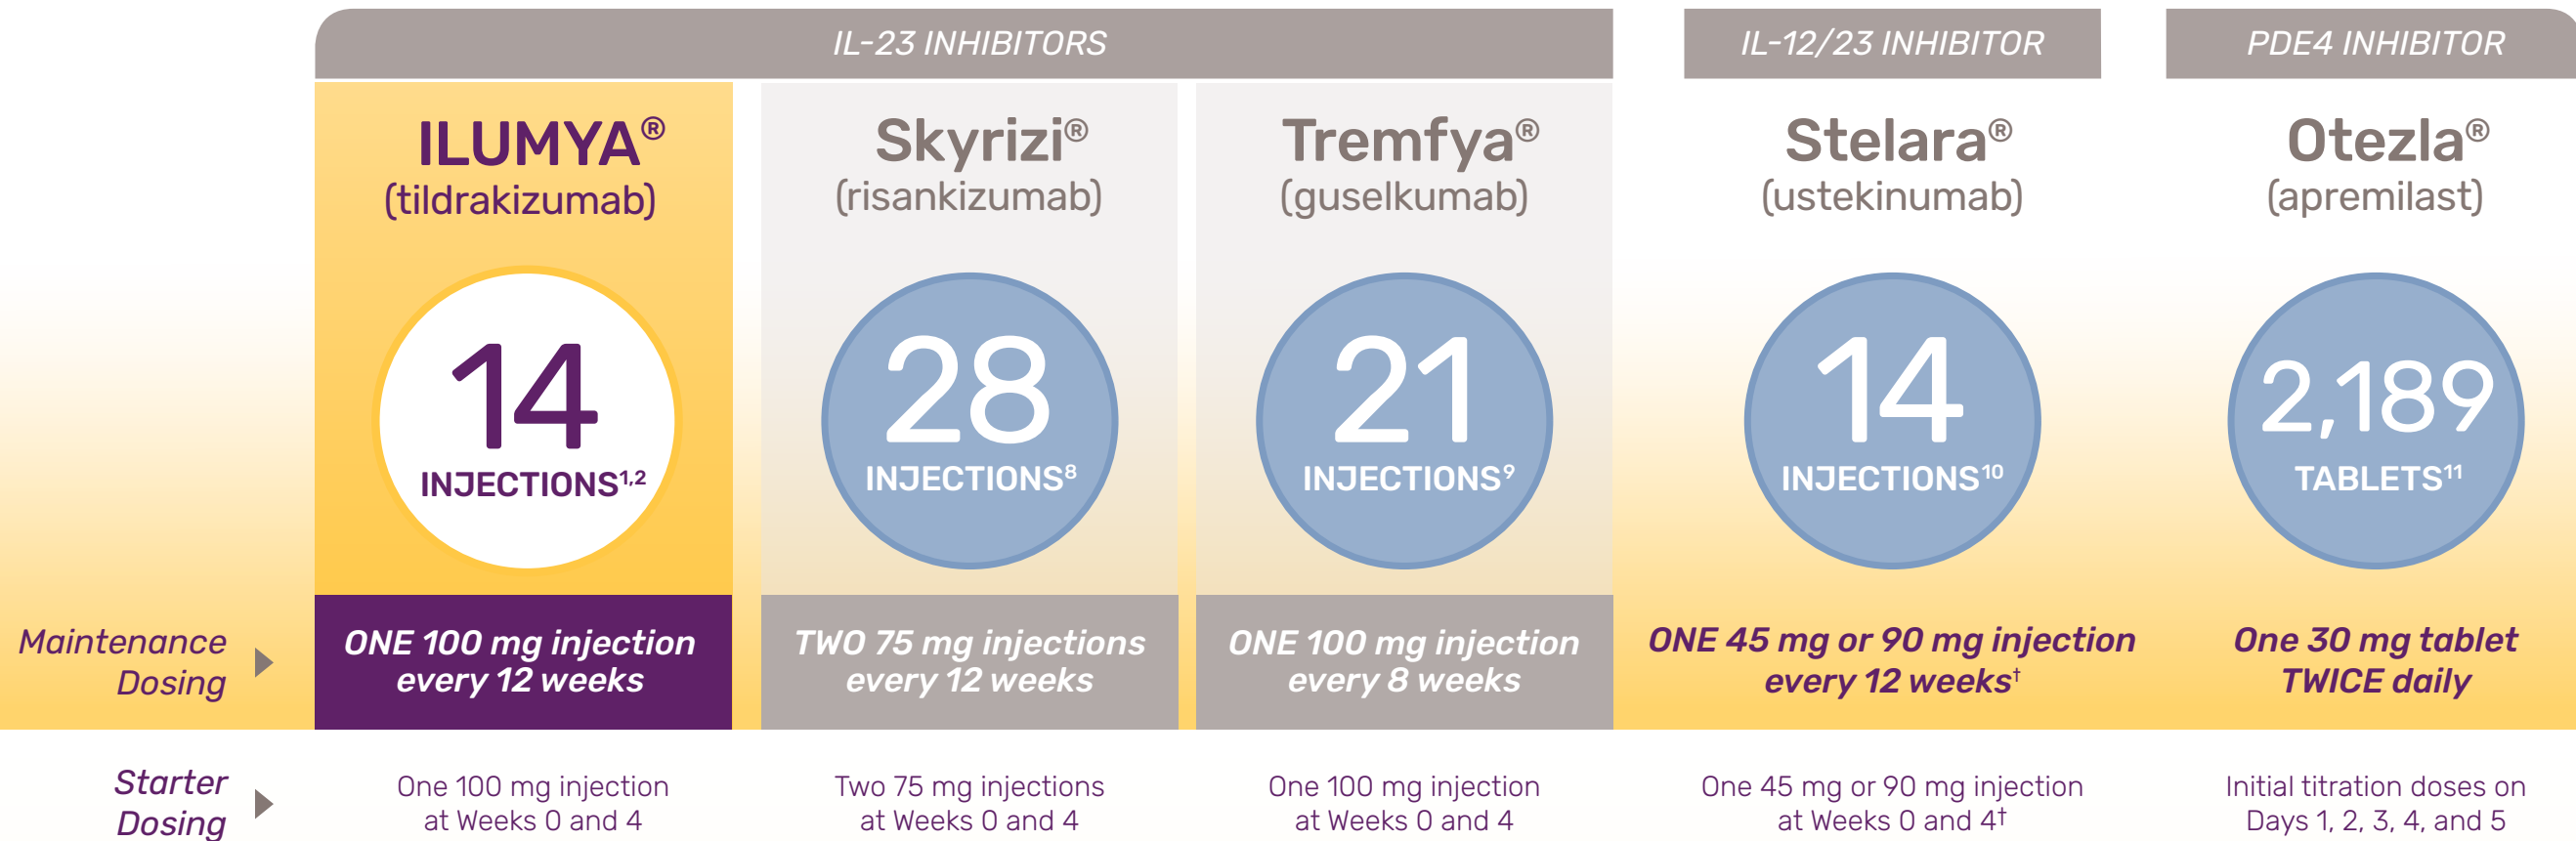 IL-23 INHIBITORS
IL-12/23 INHIBITOR
PDE4 INHIBITOR
ILUMYA®
(tildrakizumab)
Skyrizi®
(risankizumab)
Tremfya®
(guselkumab)
Stelara®
(ustekinumab)
Otezla®
(apremilast)
14
INJECTIONS1,2
28
INJECTIONS8
21
INJECTIONS9
14
INJECTIONS10
2,189
TABLETS11
Maintenance
Dosing
ONE 100 mg injection
every 12 weeks
TWO 75 mg injections
every 12 weeks
ONE 100 mg injection
every 8 weeks
ONE 45 mg or 90 mg injection
every 12 weeks†
One 30 mg tablet
TWICE daily
Starter
Dosing
One 100 mg injection
at Weeks 0 and 4
Two 75 mg injections
at Weeks 0 and 4
One 100 mg injection
at Weeks 0 and 4
One 45 mg or 90 mg injection
at Weeks 0 and 4†
Initial titration doses on
Days 1, 2, 3, 4, and 5